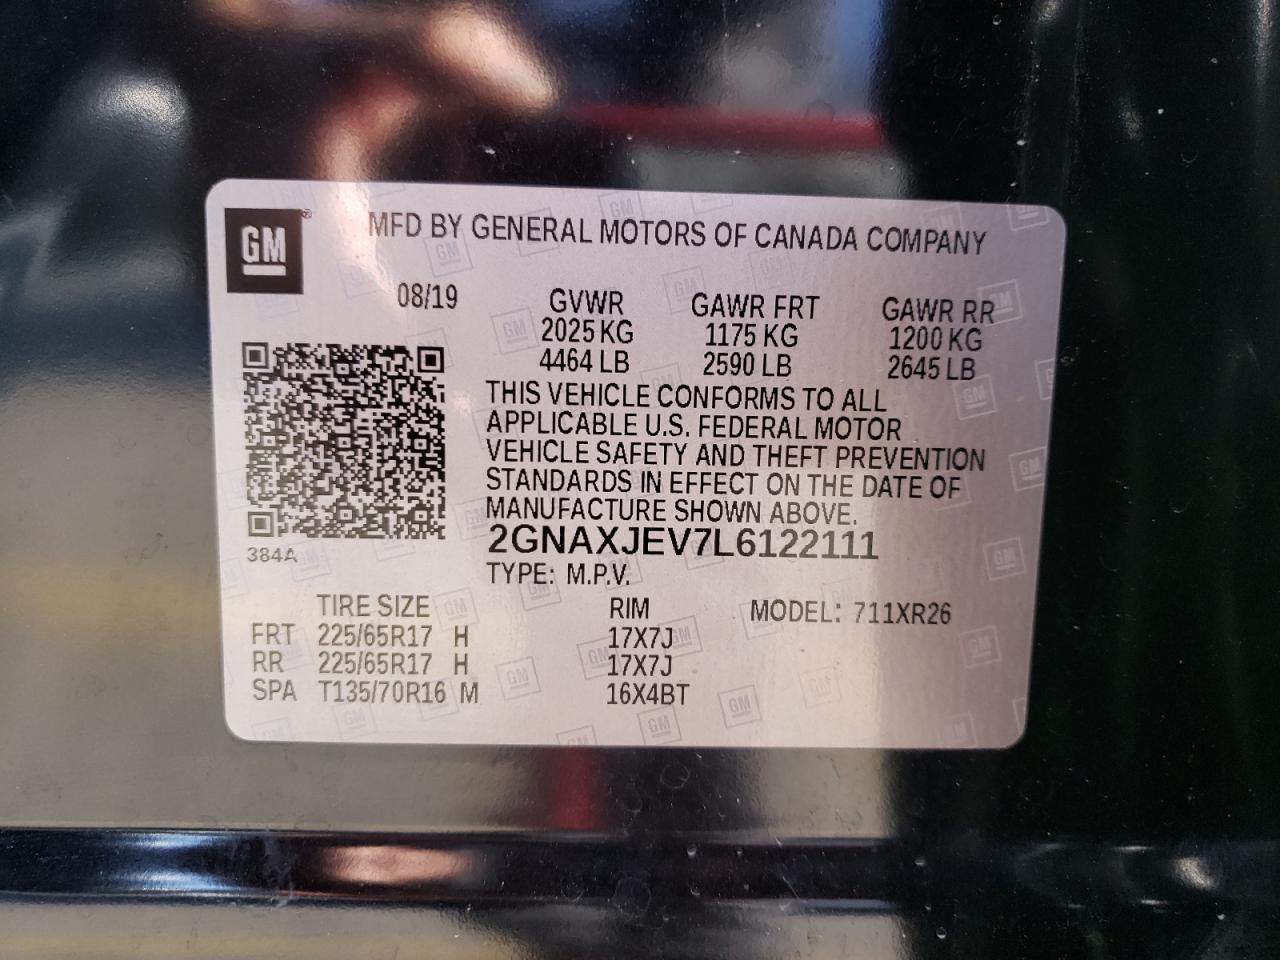 GM
MFD BY GENERAL MOTORS OF CANADA COMPANY
08/19
GVWR GAWR FRT GAWR RR
2025 KG 1175 KG 1200 KG
4464 LB 2590 LB 2645 LB
THIS VEHICLE CONFORMS TO ALL
APPLICABLE U.S. FEDERAL MOTOR
VEHICLE SAFETY AND THEFT PREVENTION
STANDARDS IN EFFECT ON THE DATE OF
MANUFACTURE SHOWN ABOVE.
384A
2GNAXJEV7L6122111
TYPE: M.P.V.
TIRE SIZE RIM MODEL: 711XR26
FRT 225/65R17 H 17X7J
RR 225/65R17 H 17X7J
SPA T135/70R16 M 16X4BT